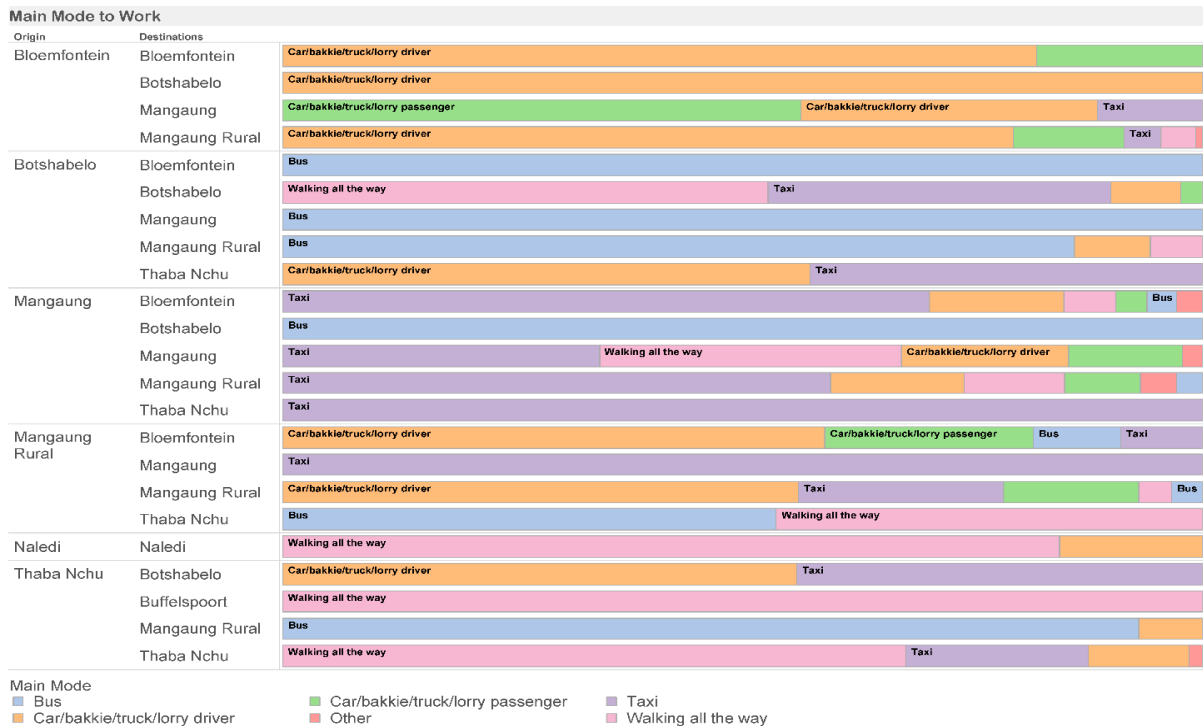 Main Mode to Work
Origin Destinations
Bloemfontein Bloemfontein Car/bakkie/truck/lorry driver
Botshabelo Car/bakkie/truck/lorry driver
Mangaung Car/bakkie/truck/lorry passenger Car/bakkie/truck/lorry driver Taxi
Mangaung Rural Car/bakkie/truck/lorry driver Taxi
Botshabelo Bloemfontein Bus
Botshabelo Walking all the way Taxi
Mangaung Bus
Mangaung Rural Bus
Thaba Nchu Car/bakkie/truck/lorry driver Taxi
Mangaung Bloemfontein Taxi Bus
Botshabelo Bus
Mangaung Taxi Walking all the way Car/bakkie/truck/lorry driver
Mangaung Rural Taxi
Thaba Nchu Taxi
Mangaung Bloemfontein Car/bakkie/truck/lorry driver Car/bakkie/truck/lorry passenger Bus Taxi
Rural
Mangaung Taxi
Mangaung Rural Car/bakkie/truck/lorry driver Taxi Bus
Thaba Nchu Bus Walking all the way
Naledi Naledi Walking all the way
Thaba Nchu Botshabelo Car/bakkie/truck/lorry driver Taxi
Buffelspoort Walking all the way
Mangaung Rural Bus
Thaba Nchu Walking all the way Taxi
Main Mode
Bus Car/bakkie/truck/lorry passenger Taxi
Car/bakkie/truck/lorry driver Other Walking all the way